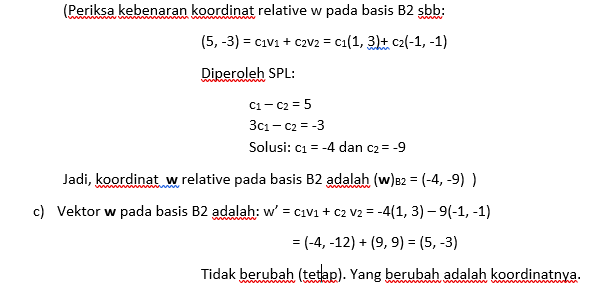 (Periksa kebenaran koordinat relative w pada basis B2 sbb:
(5, -3) = c1v1 + c2v2 = c1(1, 3)+ c2(-1, -1)
Diperoleh SPL:
c1 – c2 = 5
3c1 – c2 = -3
Solusi: c1 = -4 dan c2 = -9
Jadi, koordinat w relative pada basis B2 adalah (w)B2 = (-4, -9) )
c) Vektor w pada basis B2 adalah: w' = c1v1 + c2 v2 = -4(1, 3) – 9(-1, -1)
= (-4, -12) + (9, 9) = (5, -3)
Tidak berubah (tetap). Yang berubah adalah koordinatnya.